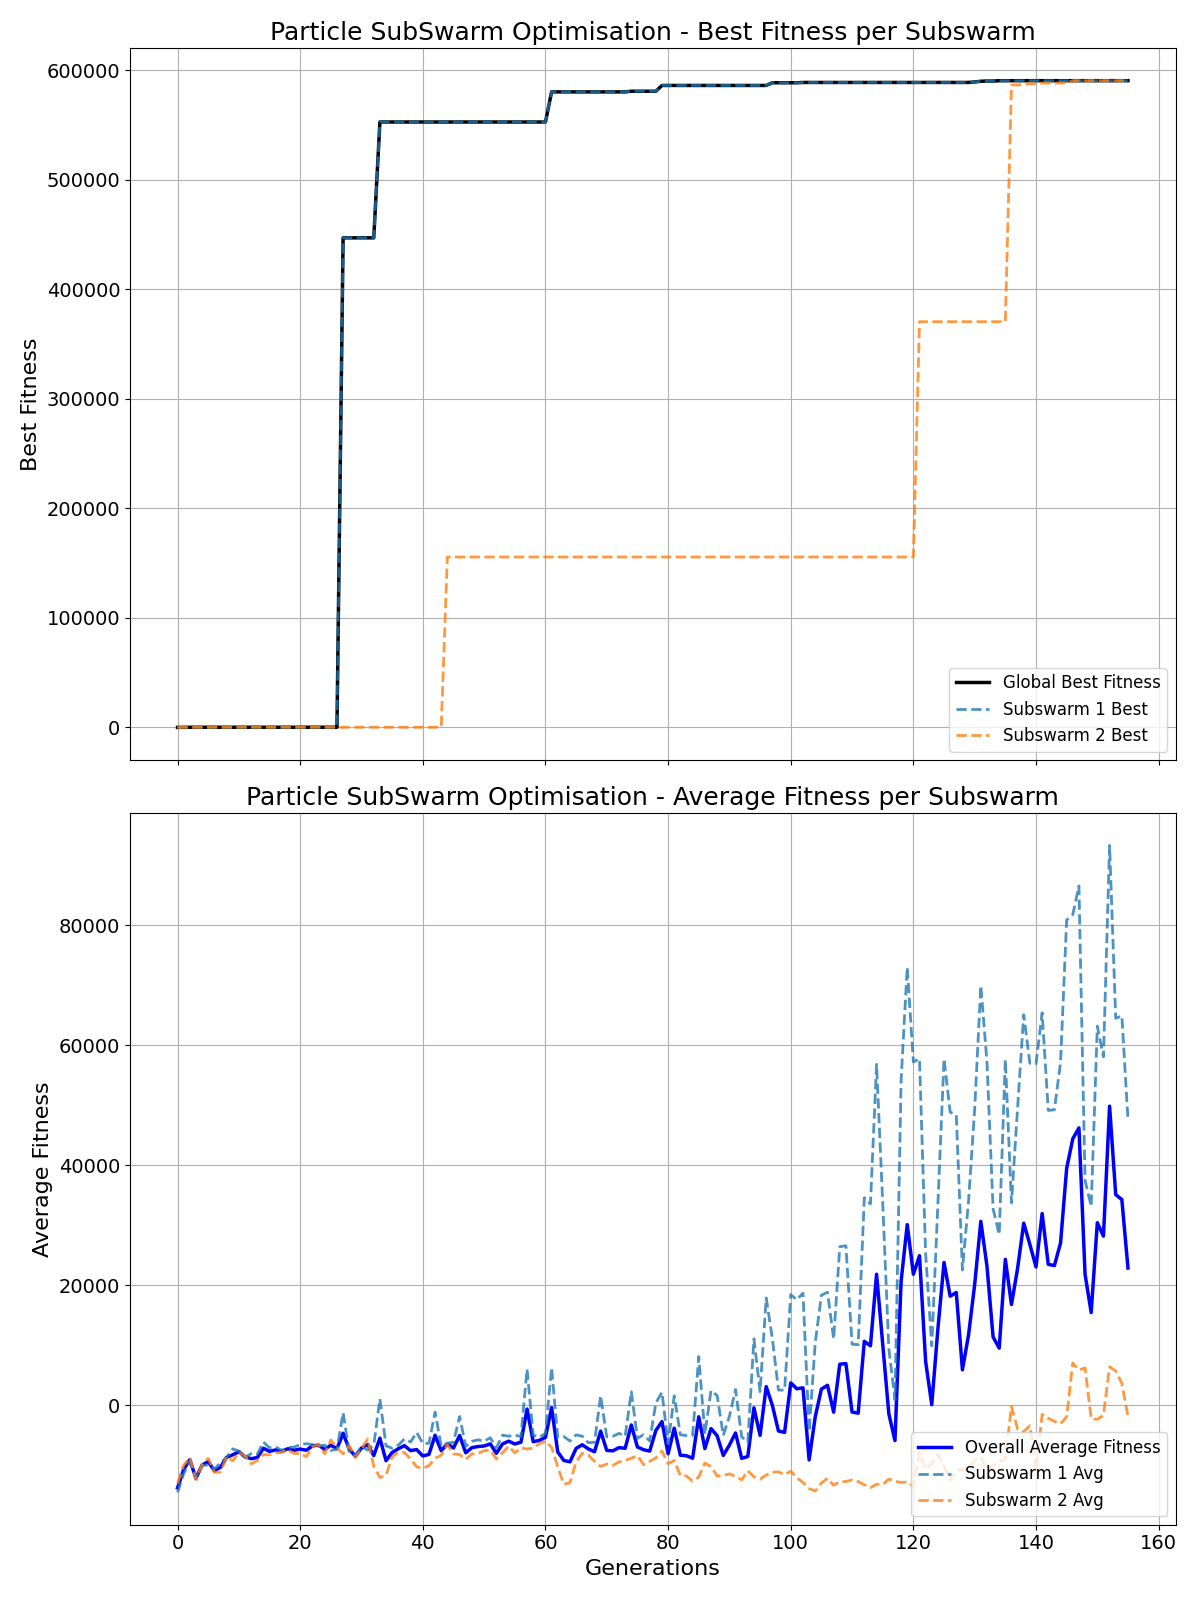 Particle SubSwarm Optimisation - Best Fitness per Subswarm
600000
500000
400000
300000
200000
100000
0
Best Fitness
Global Best Fitness
Subswarm 1 Best
Subswarm 2 Best
Particle SubSwarm Optimisation - Average Fitness per Subswarm
80000
60000
40000
20000
0
Average Fitness
Overall Average Fitness
Subswarm 1 Avg
Subswarm 2 Avg
0 20 40 60 80 100 120 140 160
Generations